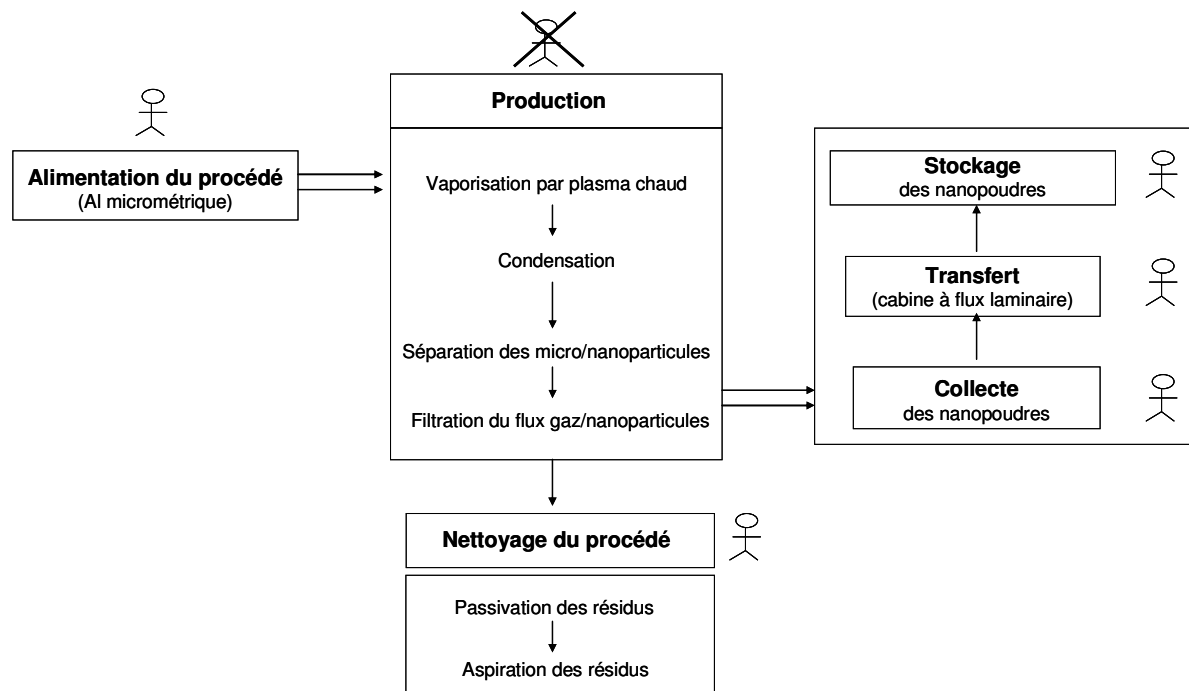 Alimentation du procédé
(Al micrométrique)
Production
Vaporisation par plasma chaud
Condensation
Séparation des micro/nanoparticules
Filtration du flux gaz/nanoparticules
Stockage
des nanopoudres
Transfert
(cabine à flux laminaire)
Collecte
des nanopoudres
Nettoyage du procédé
Passivation des résidus
Aspiration des résidus